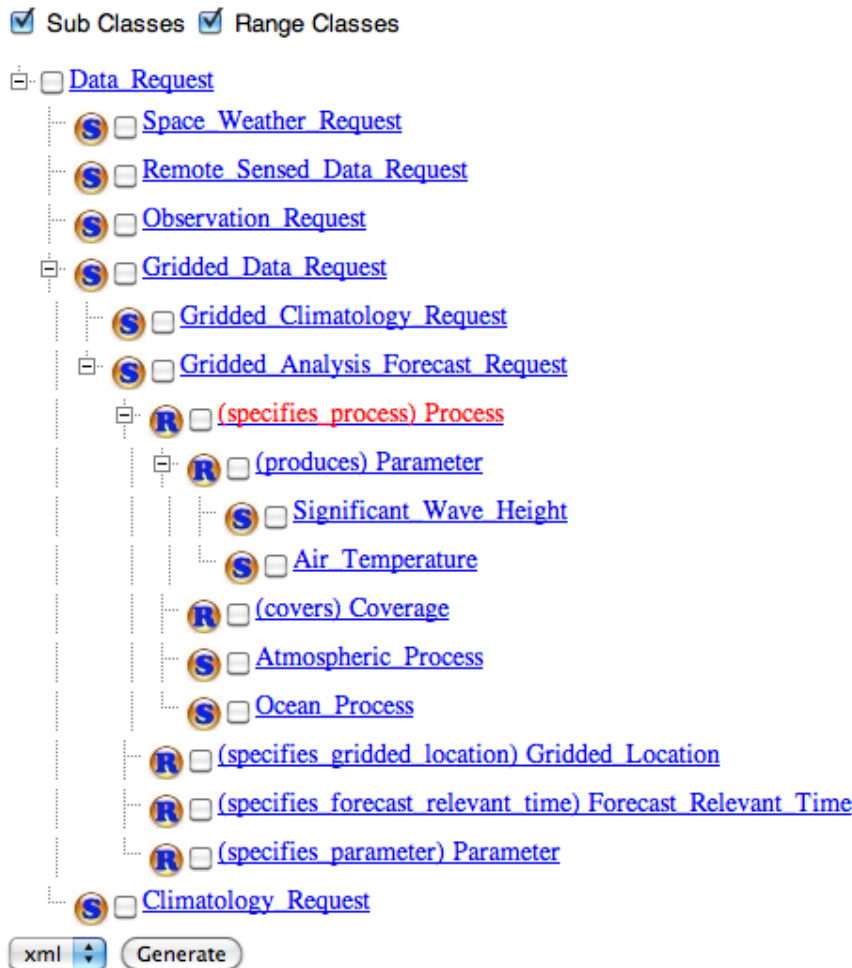 Sub Classes Range Classes
Data_Request
S Space_Weather_Request
S Remote_Sensed_Data_Request
S Observation_Request
S Gridded_Data_Request
S Gridded_Climatology_Request
S Gridded_Analysis_Forecast_Request
R (specifies_process) Process
R (produces) Parameter
S Significant_Wave_Height
S Air_Temperature
R (covers) Coverage
S Atmospheric_Process
S Ocean_Process
R (specifies_gridded_location) Gridded_Location
R (specifies_forecast_relevant_time) Forecast_Relevant_Time
R (specifies_parameter) Parameter
S Climatology_Request
xml Generate